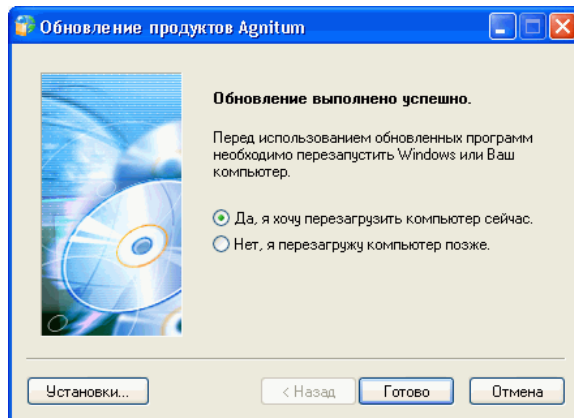 Обновление продуктов Agnitum
Обновление выполнено успешно.
Перед использованием обновленных программ
необходимо перезапустить Windows или Ваш
компьютер.
Да, я хочу перезагрузить компьютер сейчас.
Нет, я перезагружу компьютер позже.
Установки...
< Назад
Готово
Отмена